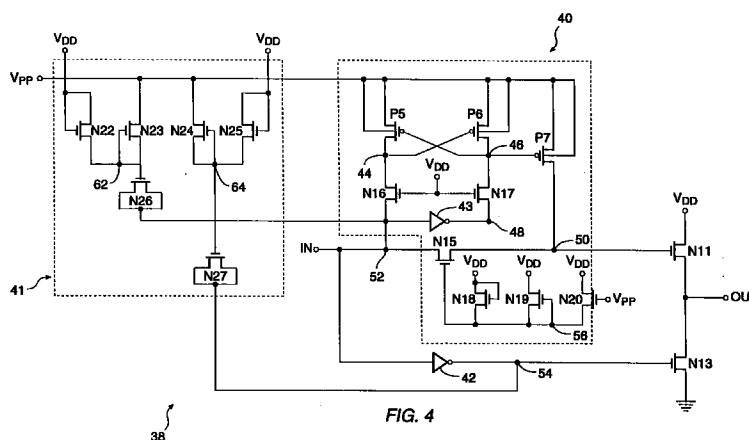 40
VDD
VDD
VPP
P5
P6
P7
N22
N23
N24
N25
62
64
44
46
VDD
N16
N17
43
48
N26
VDD
IN
52
N15
50
N11
N27
VDD
VDD
VDD
N18
N19
N20
VPP
56
OU
41
42
54
N13
38
FIG. 4